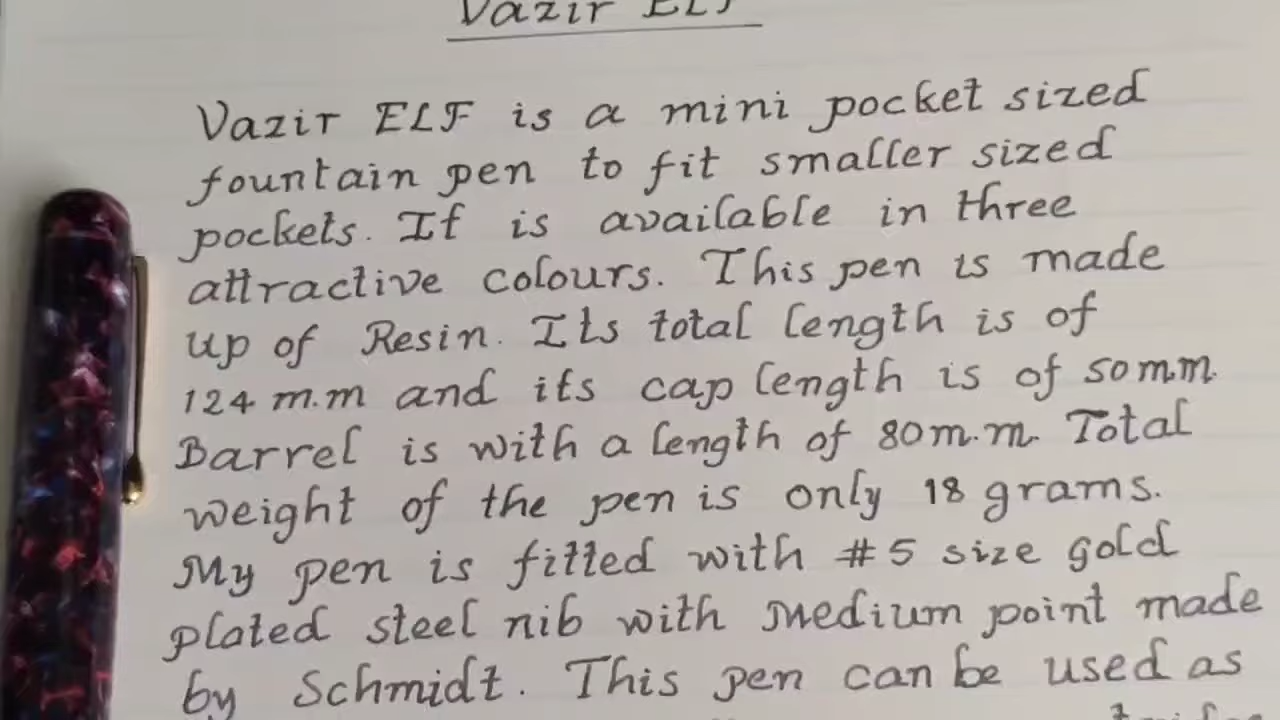 Vazir ELF
Vazir ELF is a mini pocket sized
fountain pen to fit smaller sized
pockets. It is available in three
attractive colours. This pen is made
up of Resin. Its total length is of
124 m.m and its cap length is of 50 m.m.
Barrel is with a length of 80 m.m. Total
weight of the pen is only 18 grams.
My pen is fitted with #5 size gold
plated steel nib with medium point made
by Schmidt. This pen can be used as